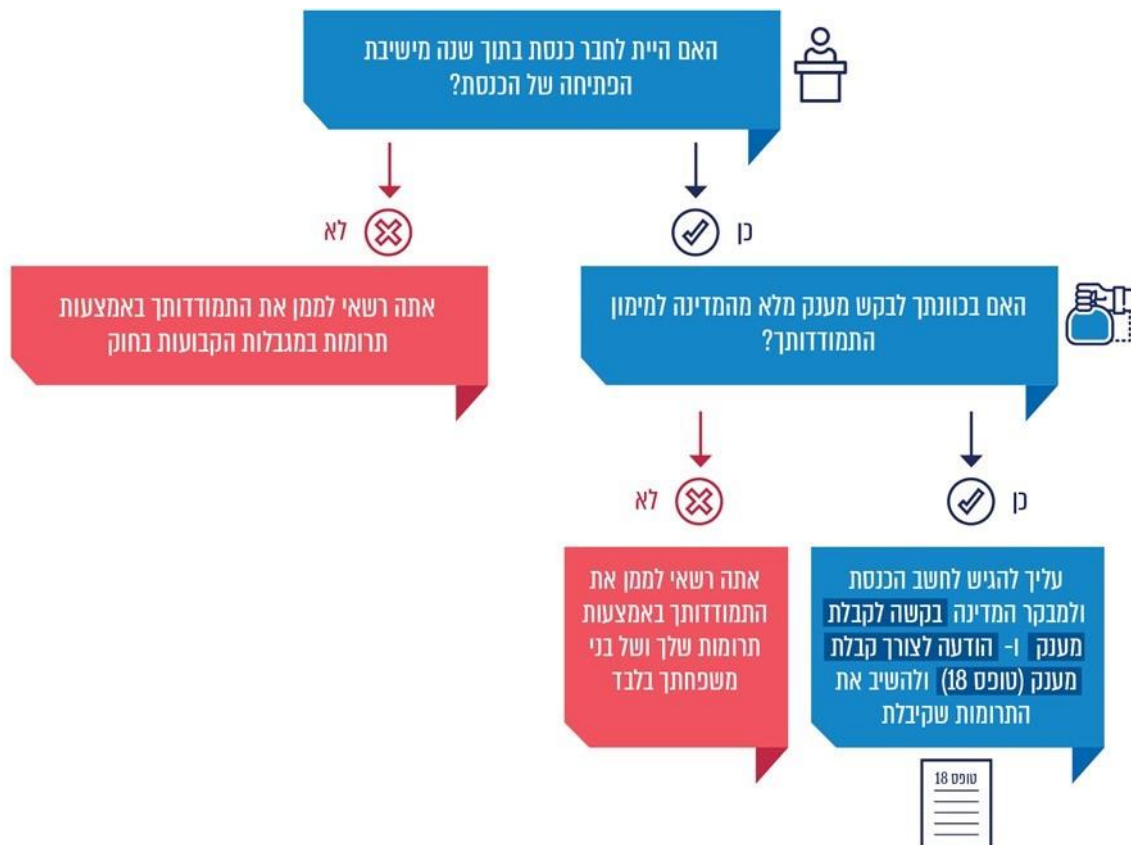 האם היית לחבר כנסת בתוך שנה מישיבת
הפתיחה של הכנסת?
כן
לא
האם בכוונתך לבקש מענק מלא מהמדינה למימון
התמודדותך?
אתה רשאי לממן את התמודדותך באמצעות
תרומות במגבלות הקבועות בחוק
כן
לא
עליך להגיש לחשב הכנסת
ולמבקר המדינה בקשה לקבלת
מענק ו- הודעה לצורך קבלת
מענק (טופס 18) ולהשיב את
התרומות שקיבלת
אתה רשאי לממן את
התמודדותך באמצעות
תרומות שלך ושל בני
משפחתך בלבד
טופס 18